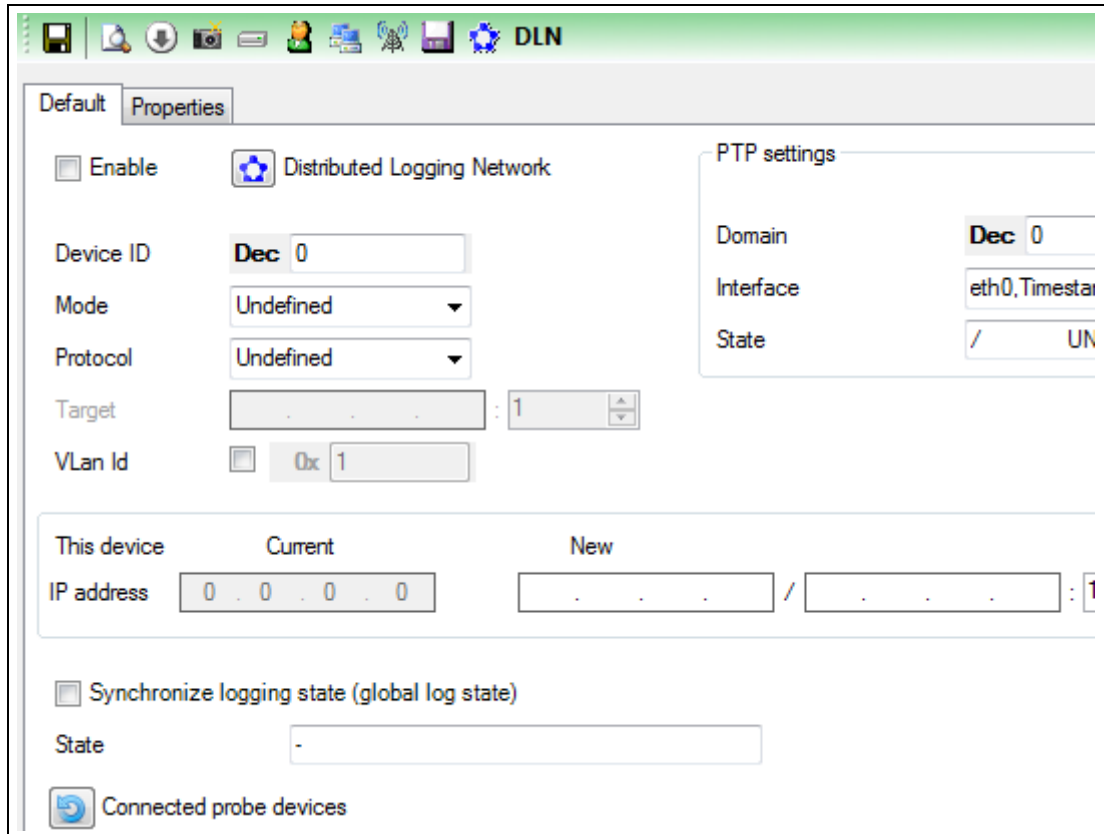 DLN
Default Properties
Enable Distributed Logging Network
PTP settings
Device ID Dec 0
Domain Dec 0
Mode Undefined
Interface eth0,Timestar
Protocol Undefined
State / UN
Target . . . : 1
VLan Id 0x 1
This device Current New
IP address 0 . 0 . 0 . 0 . . . / . . . : 1
Synchronize logging state (global log state)
State -
Connected probe devices